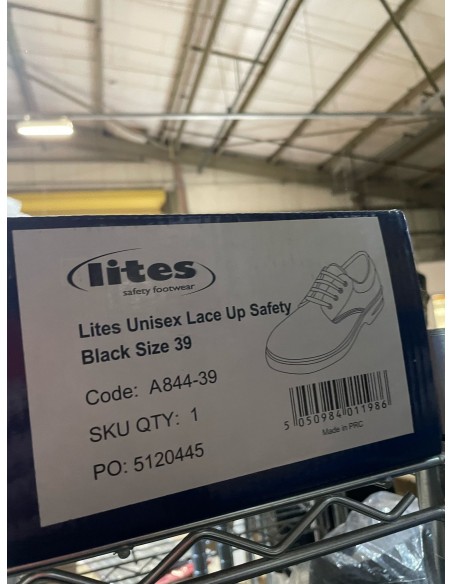 lites
safety footwear
Lites Unisex Lace Up Safety
Black Size 39
Code: A844-39
SKU QTY: 1
PO: 5120445
5 050984 011986
Made in PRC